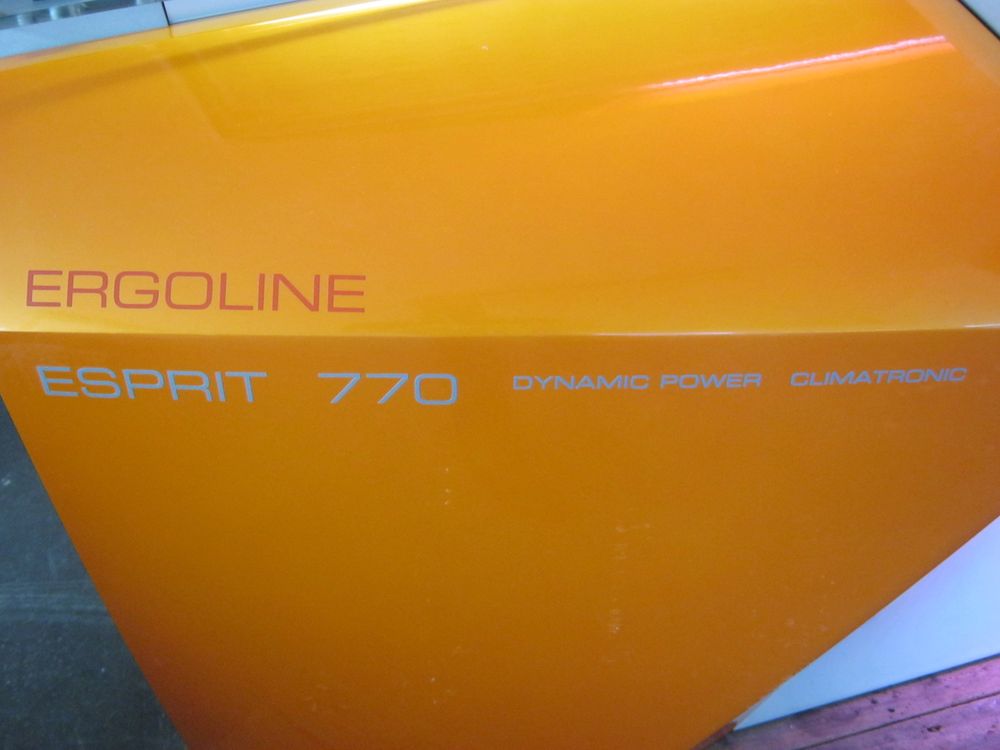 ERGOLINE
ESPRIT 770 DYNAMIC POWER CLIMATRONIC